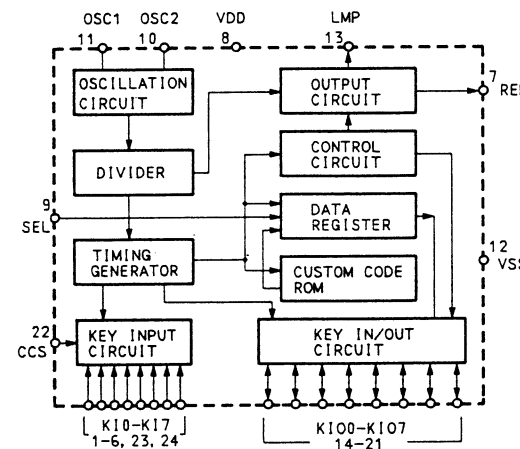 OSC1 OSC2 VDD LMP
11 10 8 13
OSCILLATION
CIRCUIT
OUTPUT
CIRCUIT
7
DIVIDER
CONTROL
CIRCUIT
9
SEL
DATA
REGISTER
TIMING
GENERATOR
12
CUSTOM CODE
ROM
22
CCS
KEY INPUT
CIRCUIT
KEY IN/OUT
CIRCUIT
KI0-KI7
1-6, 23, 24
KIO0-KIO7
14-21